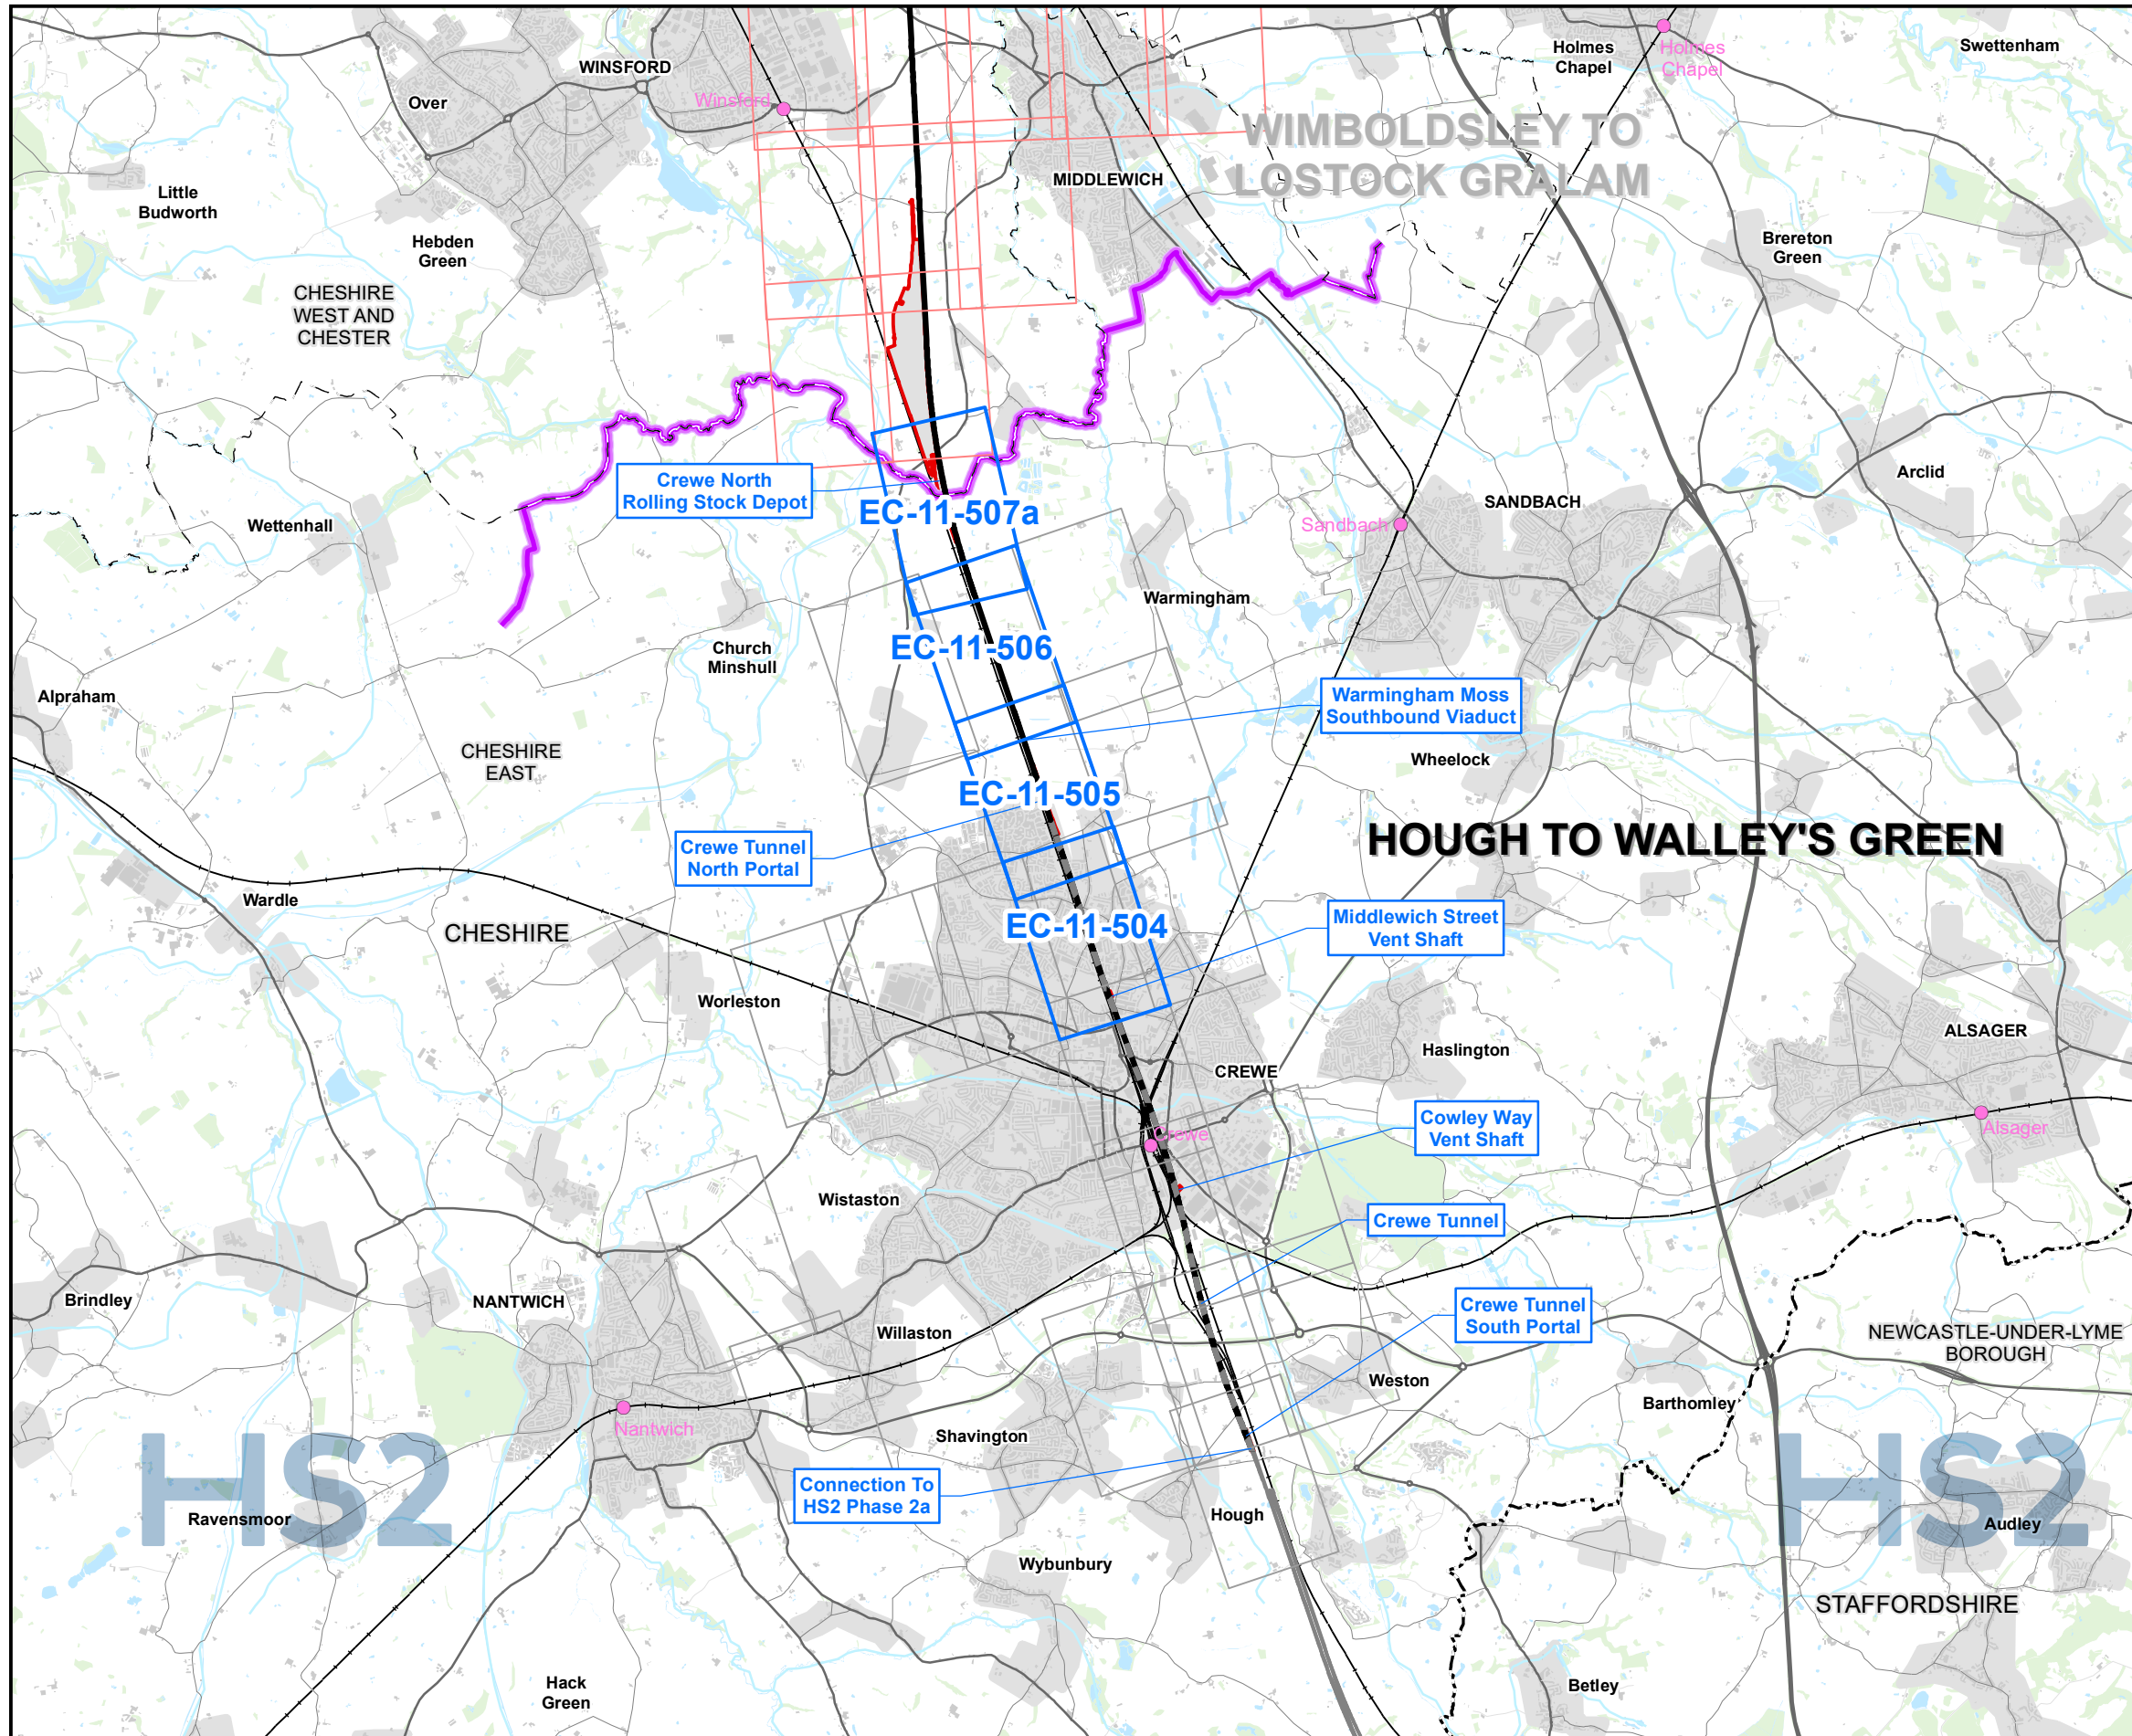 WINSFORD
Over
Winsford
Holmes
Chapel
Holmes
Chapel
Swettenham
WIMBOLDSLEY TO
LOSTOCK GRALAM
MIDDLEWICH
Little
Budworth
Hebden
Green
Brereton
Green
CHESHIRE
WEST AND
CHESTER
Crewe North
Rolling Stock Depot
EC-11-507a
Wettenhall
Sandbach
SANDBACH
Arclid
Warmingham
Church
Minshull
EC-11-506
Alpraham
Warmingham Moss
Southbound Viaduct
CHESHIRE
EAST
Wheelock
EC-11-505
Crewe Tunnel
North Portal
HOUGH TO WALLEY'S GREEN
Wardle
CHESHIRE
EC-11-504
Middlewich Street
Vent Shaft
Worleston
Haslington
ALSAGER
CREWE
Crewe
Cowley Way
Vent Shaft
Alsager
Wistaston
Crewe Tunnel
Brindley
NANTWICH
Willaston
Crewe Tunnel
South Portal
NEWCASTLE-UNDER-LYME
BOROUGH
Weston
Barthomley
Nantwich
Shavington
HS2
HS2
Connection To
HS2 Phase 2a
Ravensmoor
Hough
Audley
Wybunbury
STAFFORDSHIRE
Hack
Green
Betley